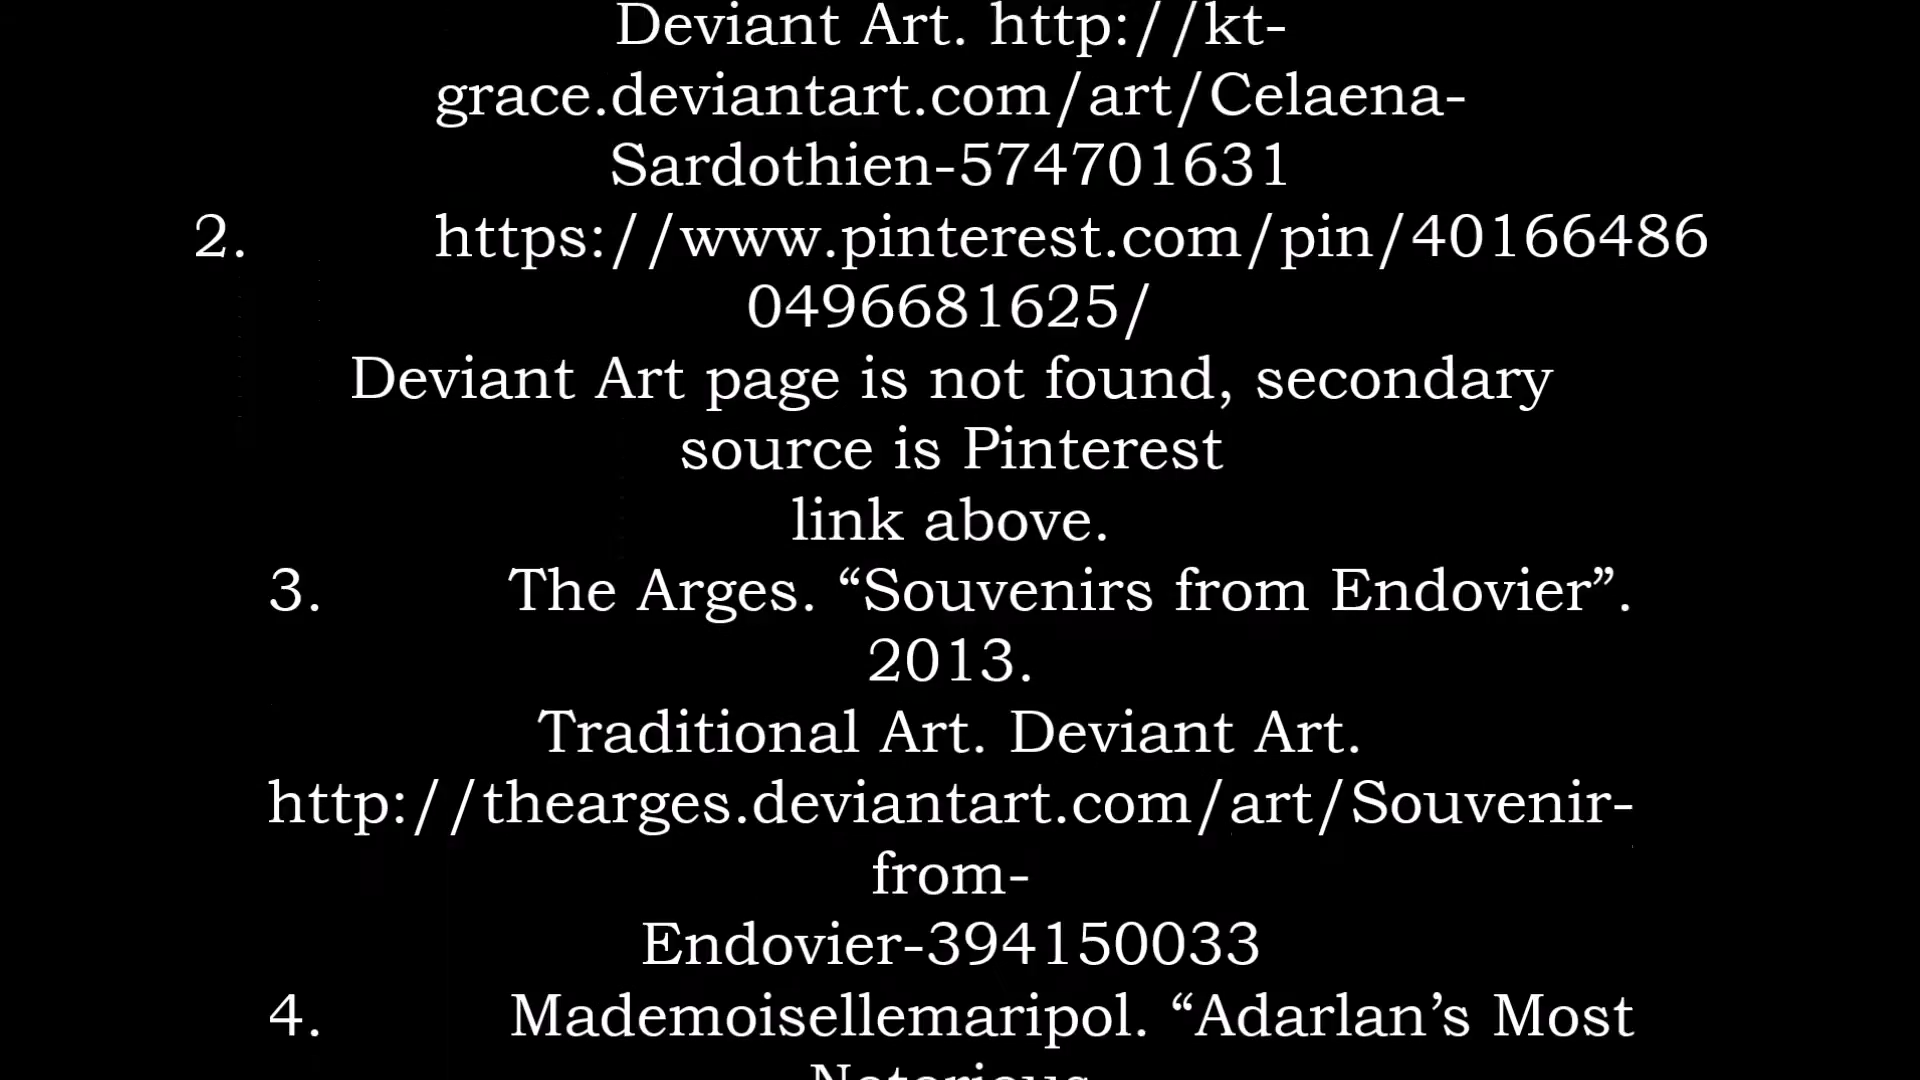 Deviant Art. http://kt-
grace.deviantart.com/art/Celaena-
Sardothien-574701631
2. https://www.pinterest.com/pin/40166486
0496681625/
Deviant Art page is not found, secondary
source is Pinterest
link above.
3. The Arges. “Souvenirs from Endovier”.
2013.
Traditional Art. Deviant Art.
http://thearges.deviantart.com/art/Souvenir-
from-
Endovier-394150033
4. Mademoisellemaripol. “Adarlan’s Most
Notorious